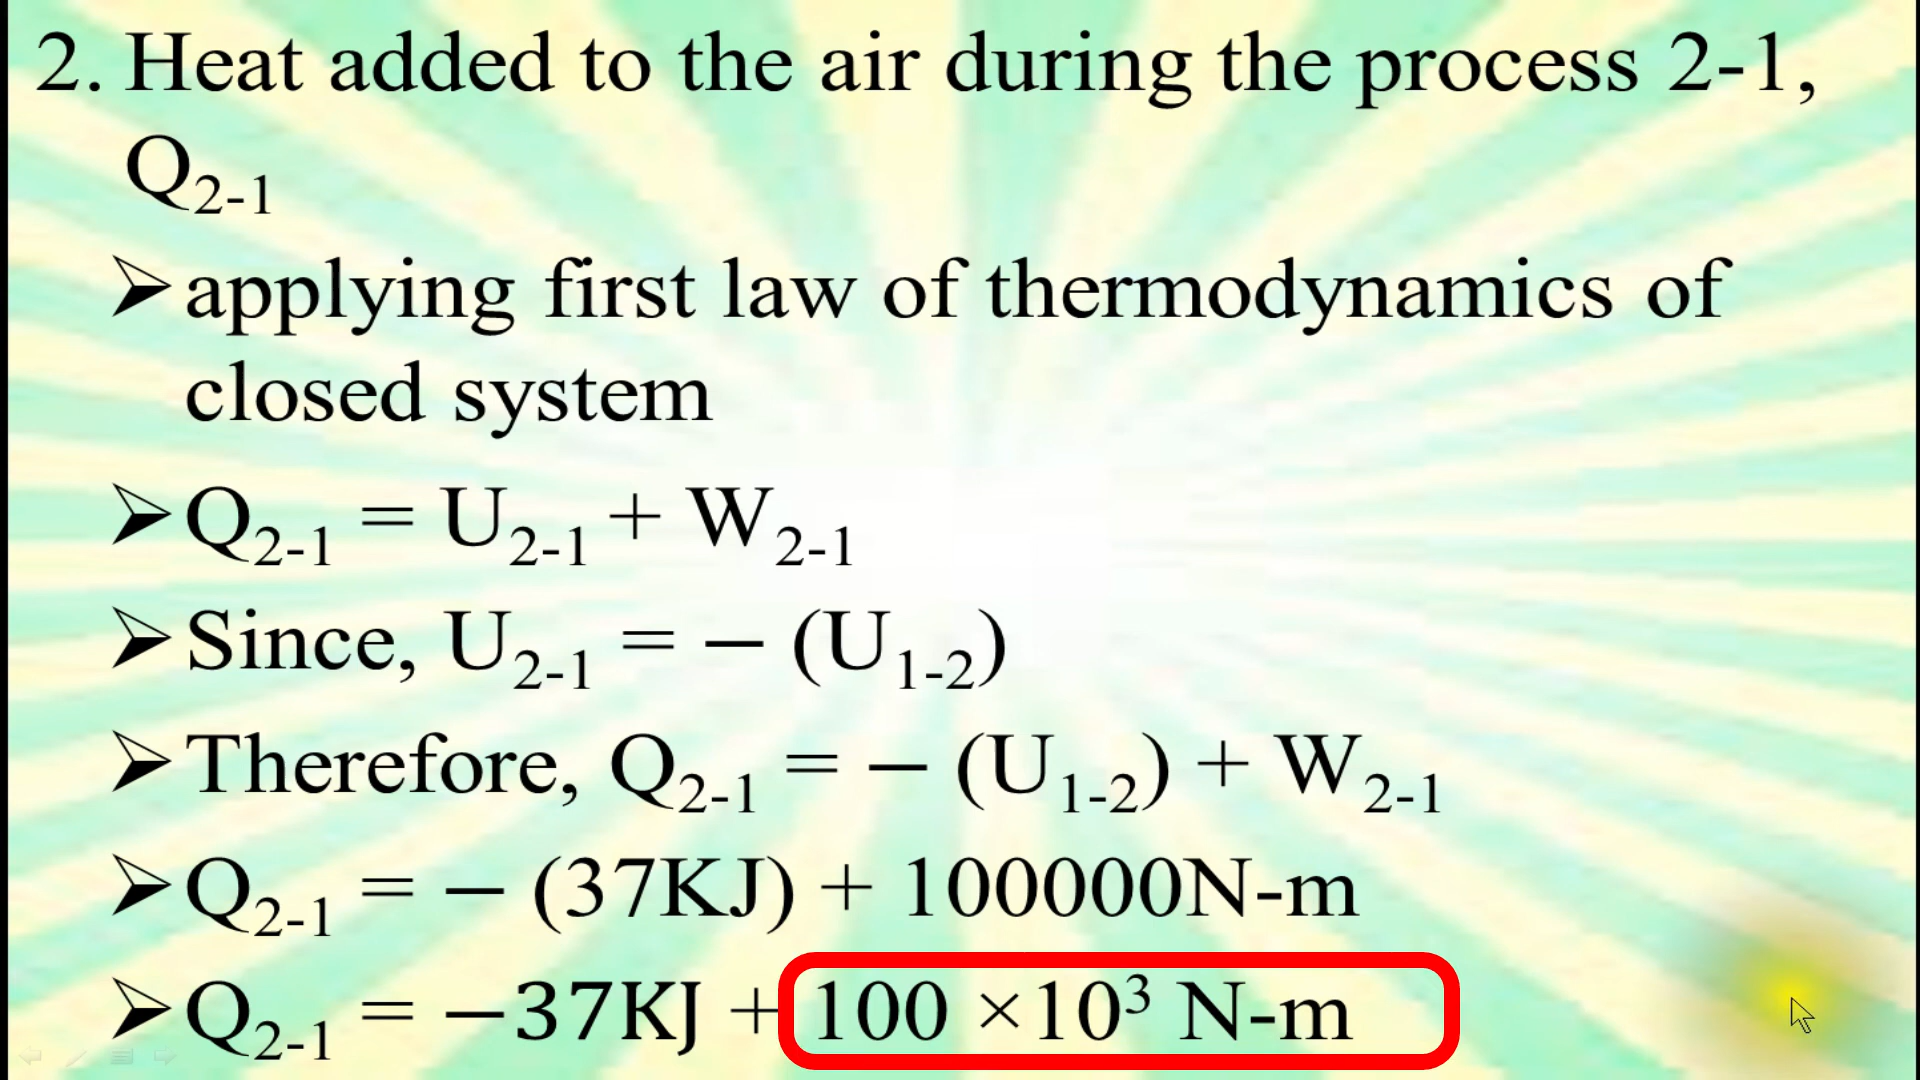 2. Heat added to the air during the process 2-1,
Q₂₋₁
➢applying first law of thermodynamics of
closed system
➢Q₂₋₁ = U₂₋₁ + W₂₋₁
➢Since, U₂₋₁ = – (U₁₋₂)
➢Therefore, Q₂₋₁ = – (U₁₋₂) + W₂₋₁
➢Q₂₋₁ = – (37KJ) + 100000N-m
➢Q₂₋₁ = –37KJ + 100 ×10³ N-m